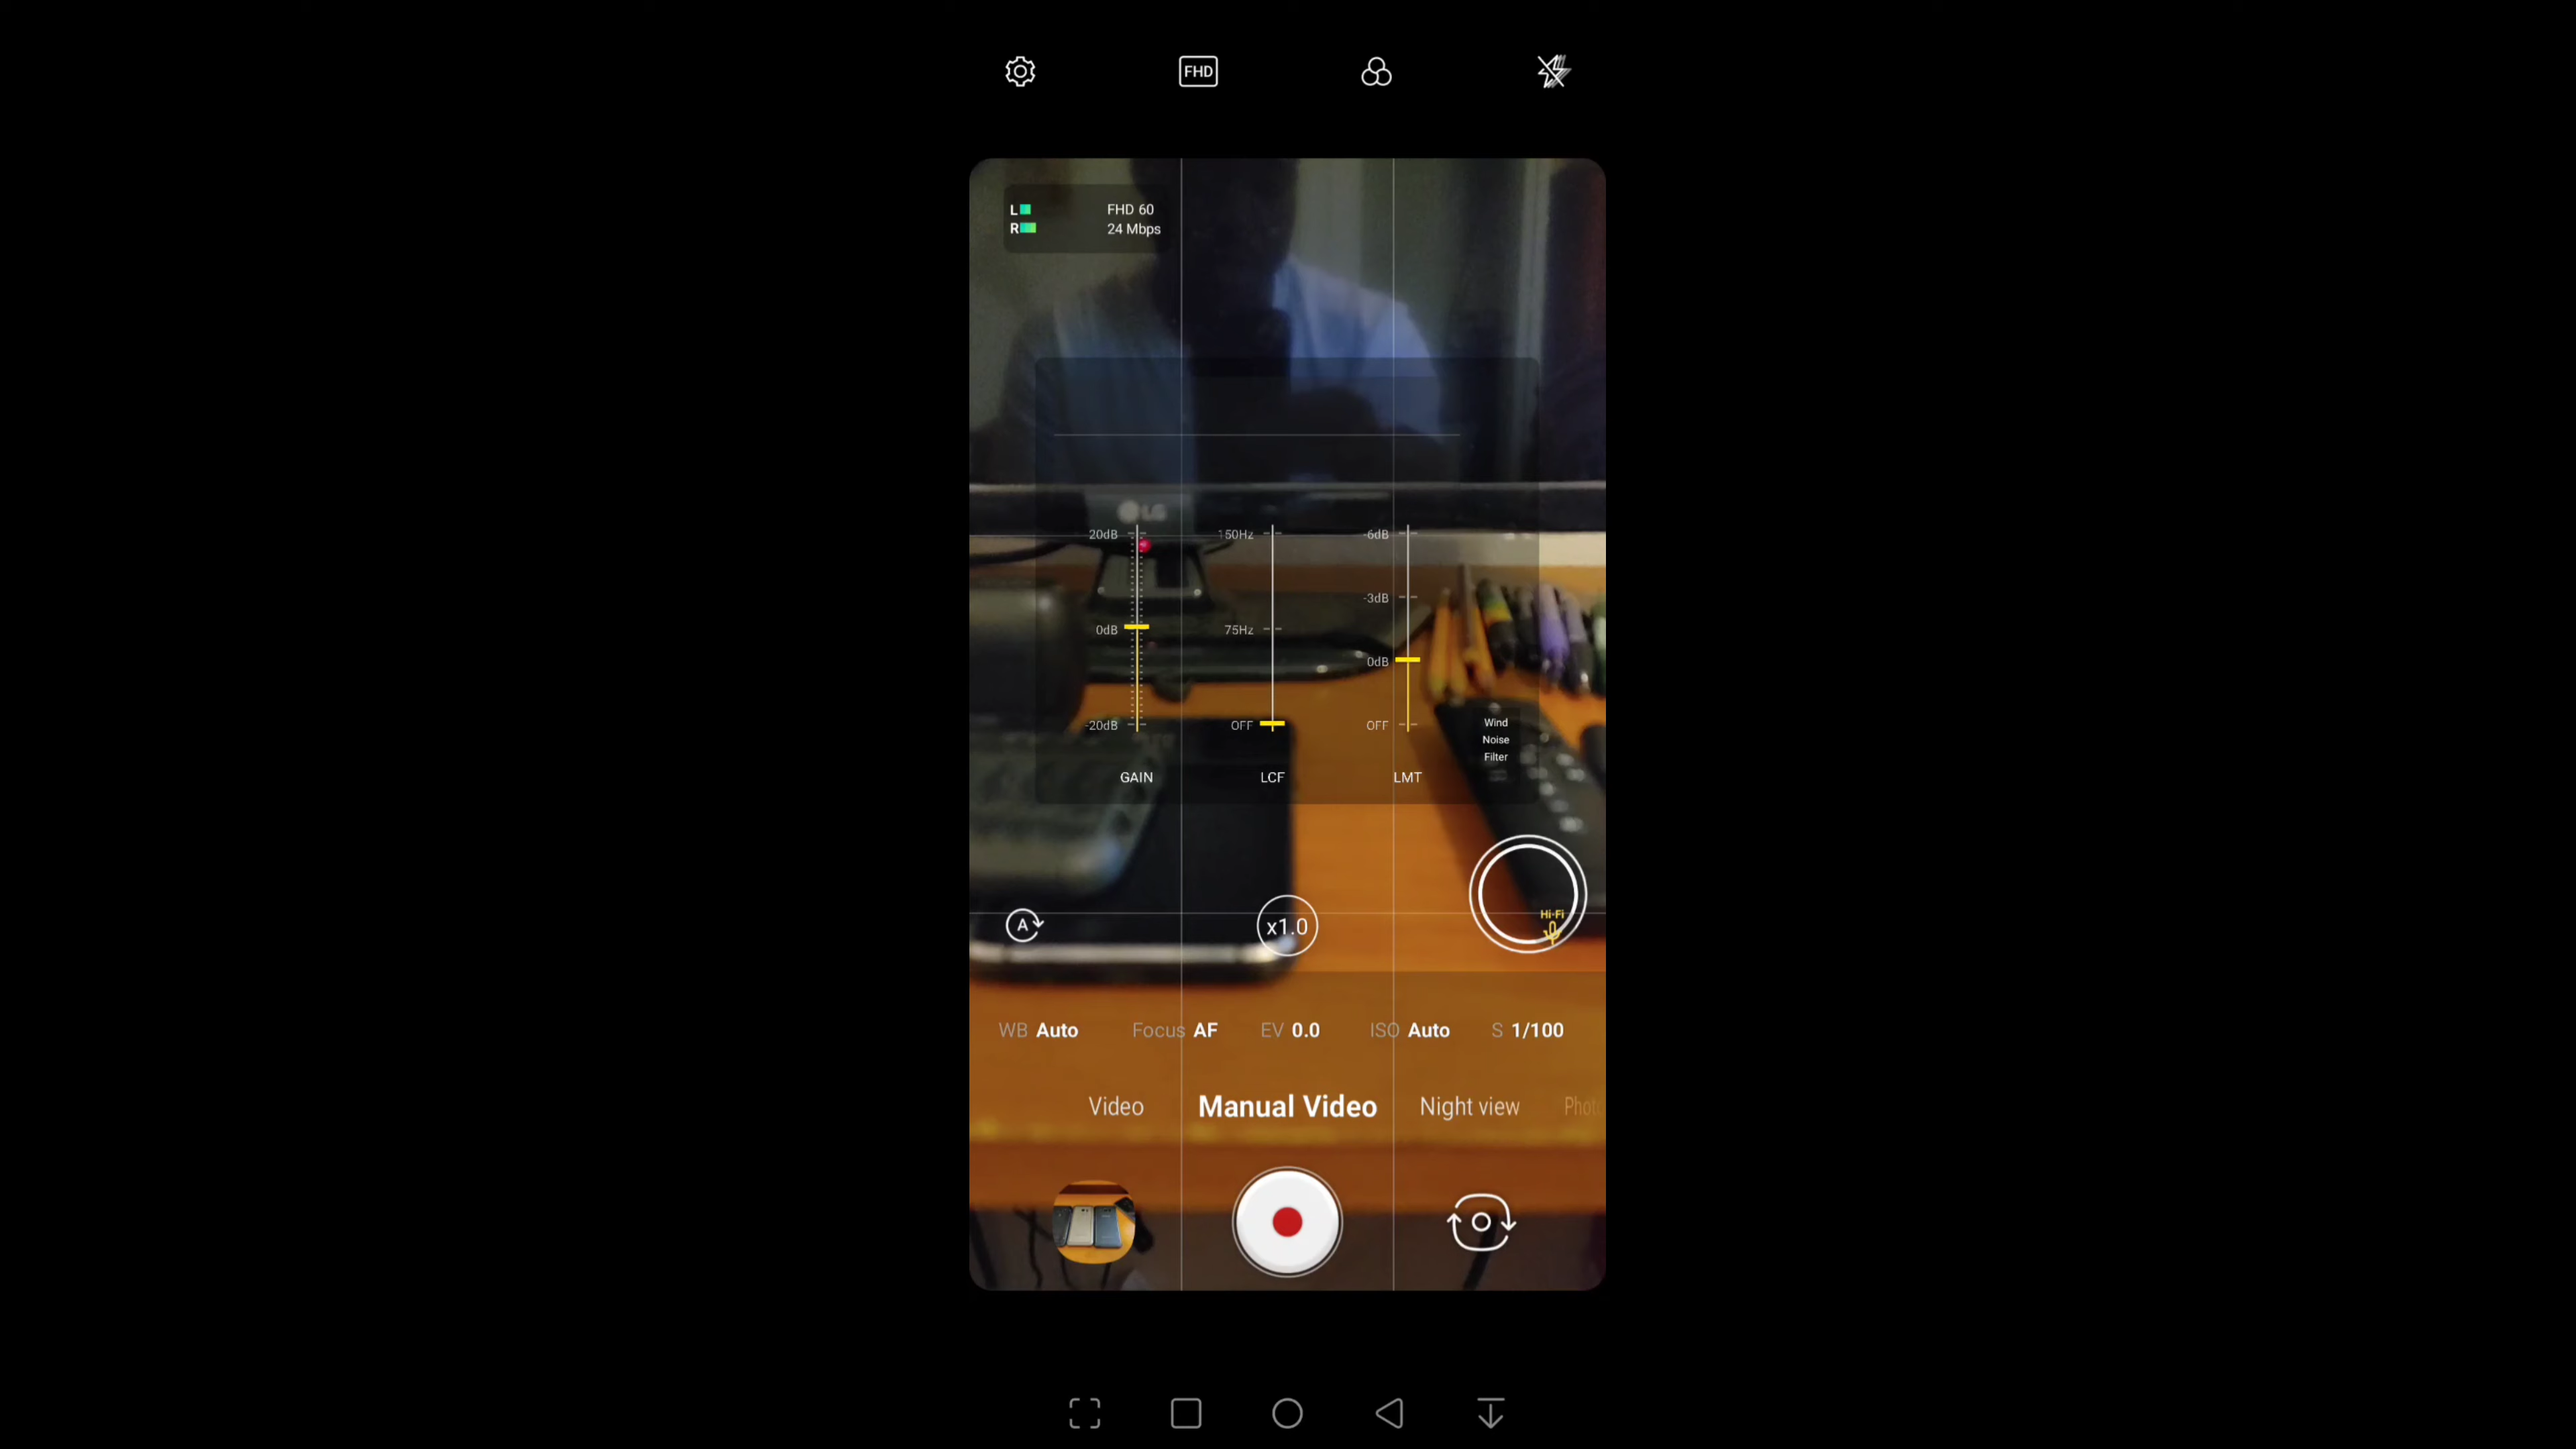 FHD
L FHD 60
R 24 Mbps
LG
20dB 150Hz -6dB
-3dB
0dB 75Hz
0dB
-20dB OFF OFF
Wind
Noise
Filter
GAIN LCF LMT
Hi-Fi
A x1.0
WB Auto Focus AF EV 0.0 ISO Auto S 1/100
Video Manual Video Night view